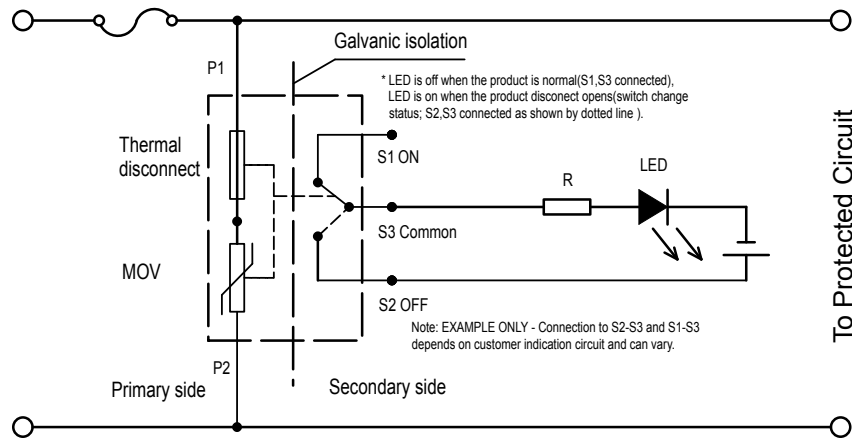 Galvanic isolation
P1
* LED is off when the product is normal(S1,S3 connected),
LED is on when the product disconect opens(switch change
status; S2,S3 connected as shown by dotted line ).
Thermal
disconnect
S1 ON
R
LED
S3 Common
MOV
S2 OFF
To Protected Circuit
Note: EXAMPLE ONLY - Connection to S2-S3 and S1-S3
depends on customer indication circuit and can vary.
P2
Primary side
Secondary side